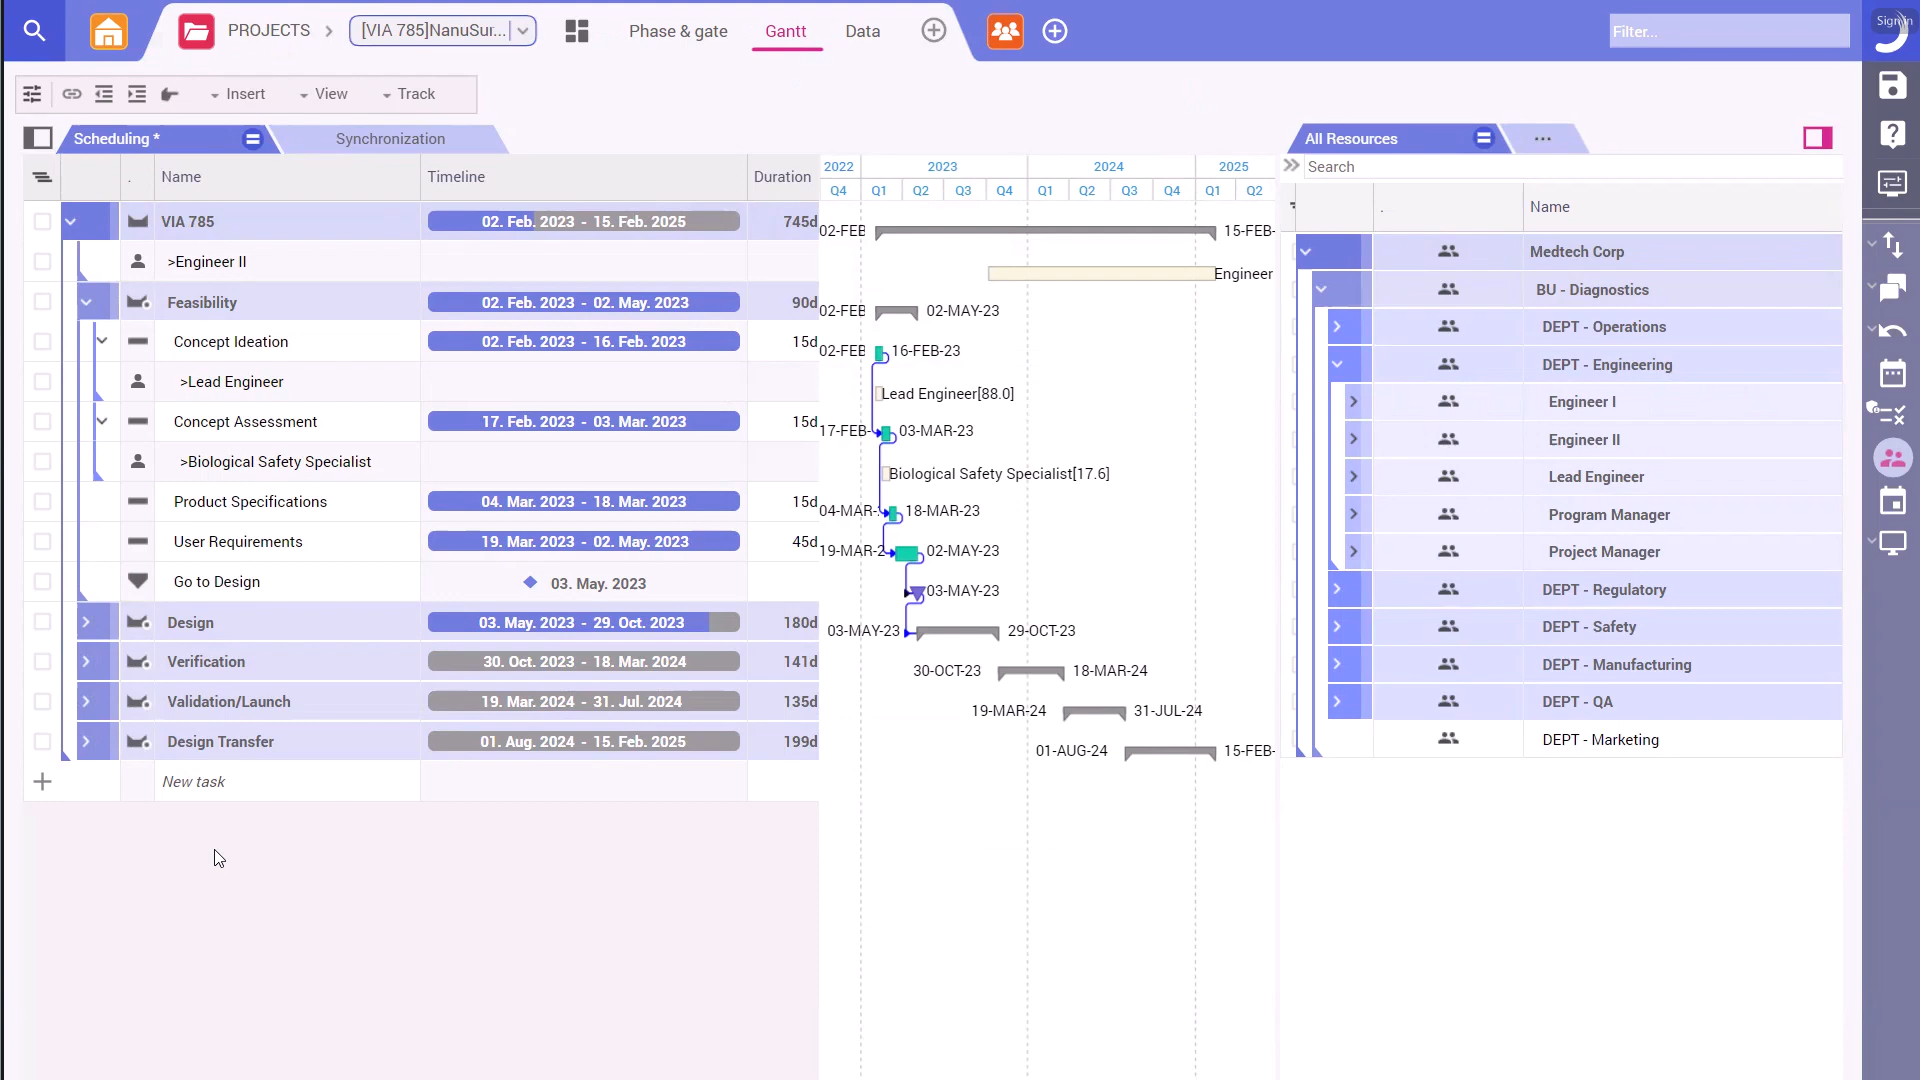 PROJECTS
[VIA 785]NanuSur...
Phase & gate
Gantt
Data
Filter...
Sign in
Insert
View
Track
Scheduling *
Synchronization
All Resources
...
. Name Timeline Duration
2022 2023 2024 2025
Q4 Q1 Q2 Q3 Q4 Q1 Q2 Q3 Q4 Q1 Q2
Search
. Name
VIA 785 02. Feb. 2023 - 15. Feb. 2025 745d
02-FEB 15-FEB-
>Engineer II
Engineer
Feasibility 02. Feb. 2023 - 02. May. 2023 90d
02-FEB 02-MAY-23
Concept Ideation 02. Feb. 2023 - 16. Feb. 2023 15d
02-FEB 16-FEB-23
>Lead Engineer
Lead Engineer[88.0]
Concept Assessment 17. Feb. 2023 - 03. Mar. 2023 15d
17-FEB- 03-MAR-23
>Biological Safety Specialist
Biological Safety Specialist[17.6]
Product Specifications 04. Mar. 2023 - 18. Mar. 2023 15d
04-MAR- 18-MAR-23
User Requirements 19. Mar. 2023 - 02. May. 2023 45d
19-MAR-2 02-MAY-23
Go to Design 03. May. 2023
03-MAY-23
Design 03. May. 2023 - 29. Oct. 2023 180d
03-MAY-23 29-OCT-23
Verification 30. Oct. 2023 - 18. Mar. 2024 141d
30-OCT-23 18-MAR-24
Validation/Launch 19. Mar. 2024 - 31. Jul. 2024 135d
19-MAR-24 31-JUL-24
Design Transfer 01. Aug. 2024 - 15. Feb. 2025 199d
01-AUG-24 15-FEB-
New task
Medtech Corp
BU - Diagnostics
DEPT - Operations
DEPT - Engineering
Engineer I
Engineer II
Lead Engineer
Program Manager
Project Manager
DEPT - Regulatory
DEPT - Safety
DEPT - Manufacturing
DEPT - QA
DEPT - Marketing